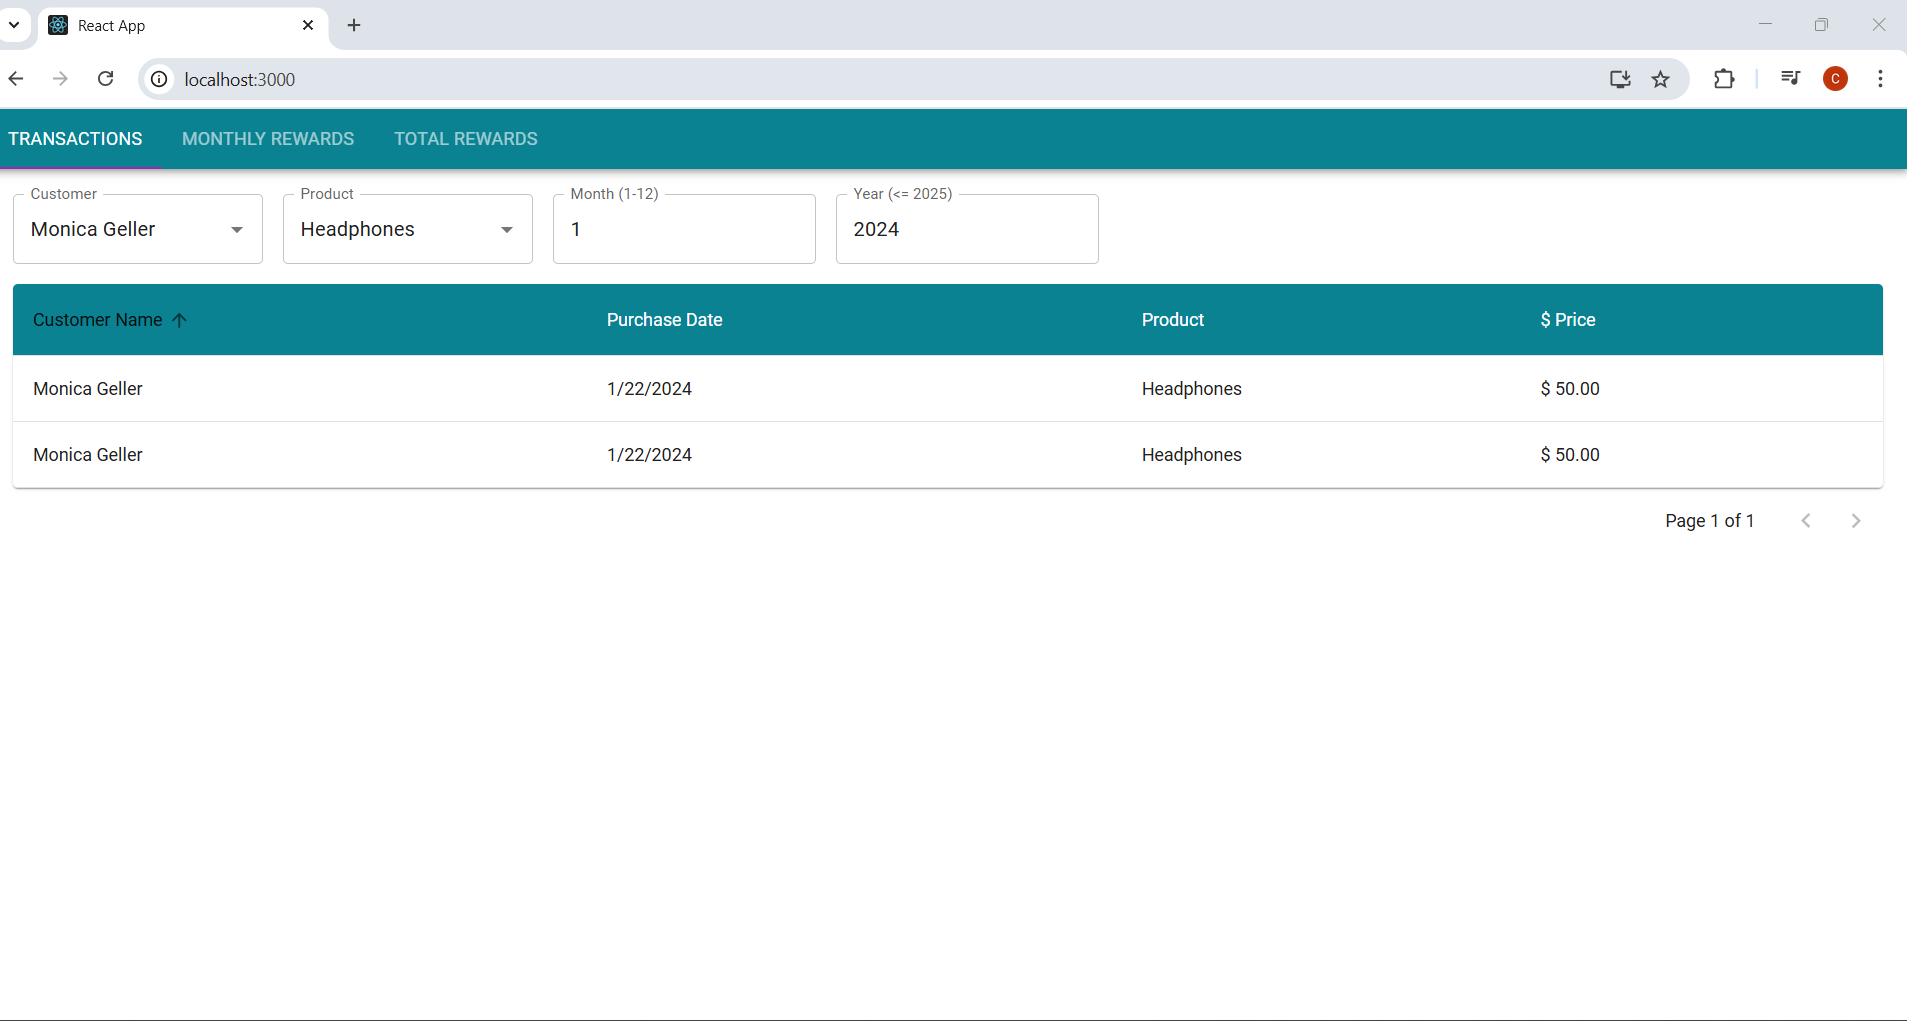 React App
localhost:3000
C
TRANSACTIONS MONTHLY REWARDS TOTAL REWARDS
Customer Product Month (1-12) Year (<= 2025)
Monica Geller Headphones 1 2024
Customer Name Purchase Date Product $ Price
Monica Geller 1/22/2024 Headphones $ 50.00
Monica Geller 1/22/2024 Headphones $ 50.00
Page 1 of 1